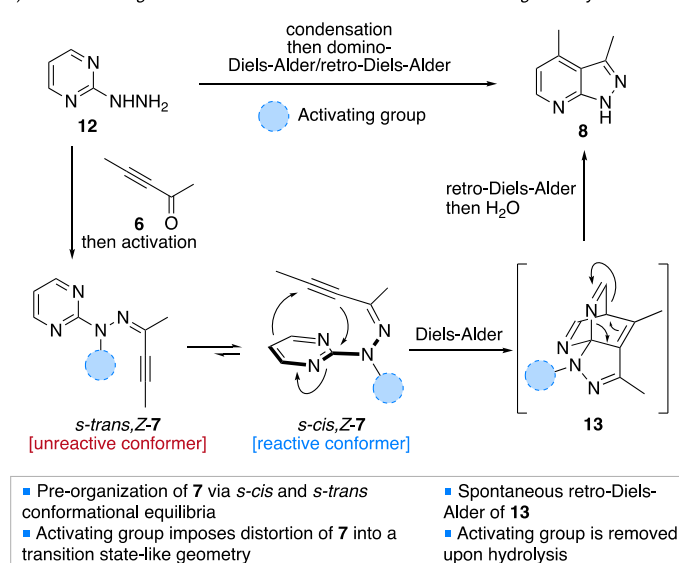 condensation
then domino-
Diels-Alder/retro-Diels-Alder
Activating group
N
N
NHNH2
12
N
N
N
H
8
6
O
then activation
retro-Diels-Alder
then H2O
N
N
N
N
s-trans,Z-7
[unreactive conformer]
N
N
N
N
s-cis,Z-7
[reactive conformer]
Diels-Alder
N
N
N
N
13
Pre-organization of 7 via s-cis and s-trans
conformational equilibria
Activating group imposes distortion of 7 into a
transition state-like geometry
Spontaneous retro-Diels-
Alder of 13
Activating group is removed
upon hydrolysis